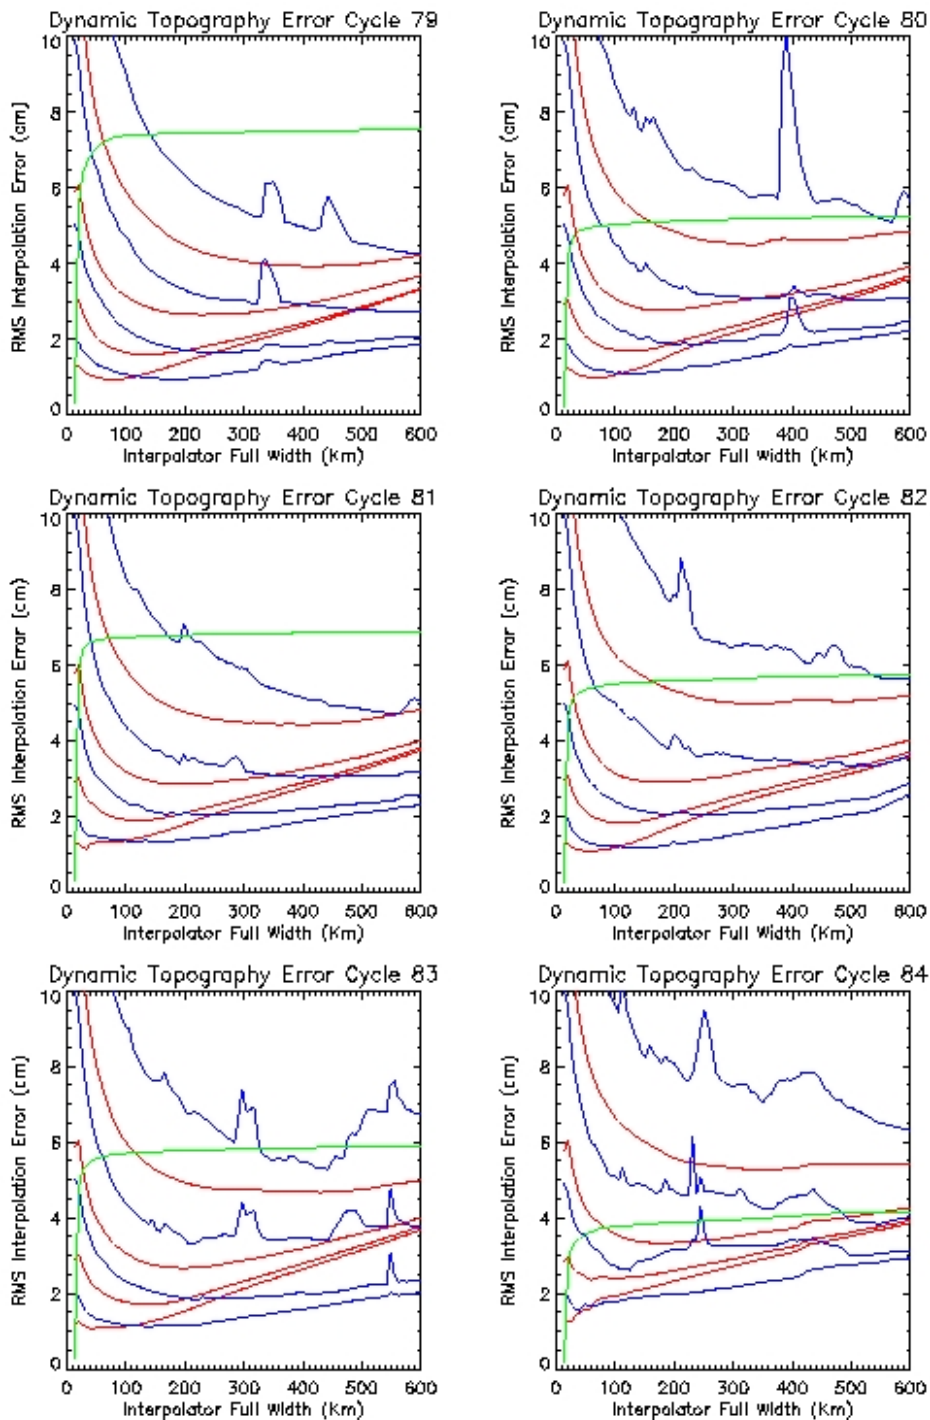 Dynamic Topography Error Cycle 79
10
8
6
4
2
0
RMS Interpolation Error (cm)
0 100 200 300 400 500 600
Interpolator Full Width (Km)
Dynamic Topography Error Cycle 80
10
8
6
4
2
0
RMS Interpolation Error (cm)
0 100 200 300 400 500 600
Interpolator Full Width (Km)
Dynamic Topography Error Cycle 81
10
8
6
4
2
0
RMS Interpolation Error (cm)
0 100 200 300 400 500 600
Interpolator Full Width (Km)
Dynamic Topography Error Cycle 82
10
8
6
4
2
0
RMS Interpolation Error (cm)
0 100 200 300 400 500 600
Interpolator Full Width (Km)
Dynamic Topography Error Cycle 83
10
8
6
4
2
0
RMS Interpolation Error (cm)
0 100 200 300 400 500 600
Interpolator Full Width (Km)
Dynamic Topography Error Cycle 84
10
8
6
4
2
0
RMS Interpolation Error (cm)
0 100 200 300 400 500 600
Interpolator Full Width (Km)